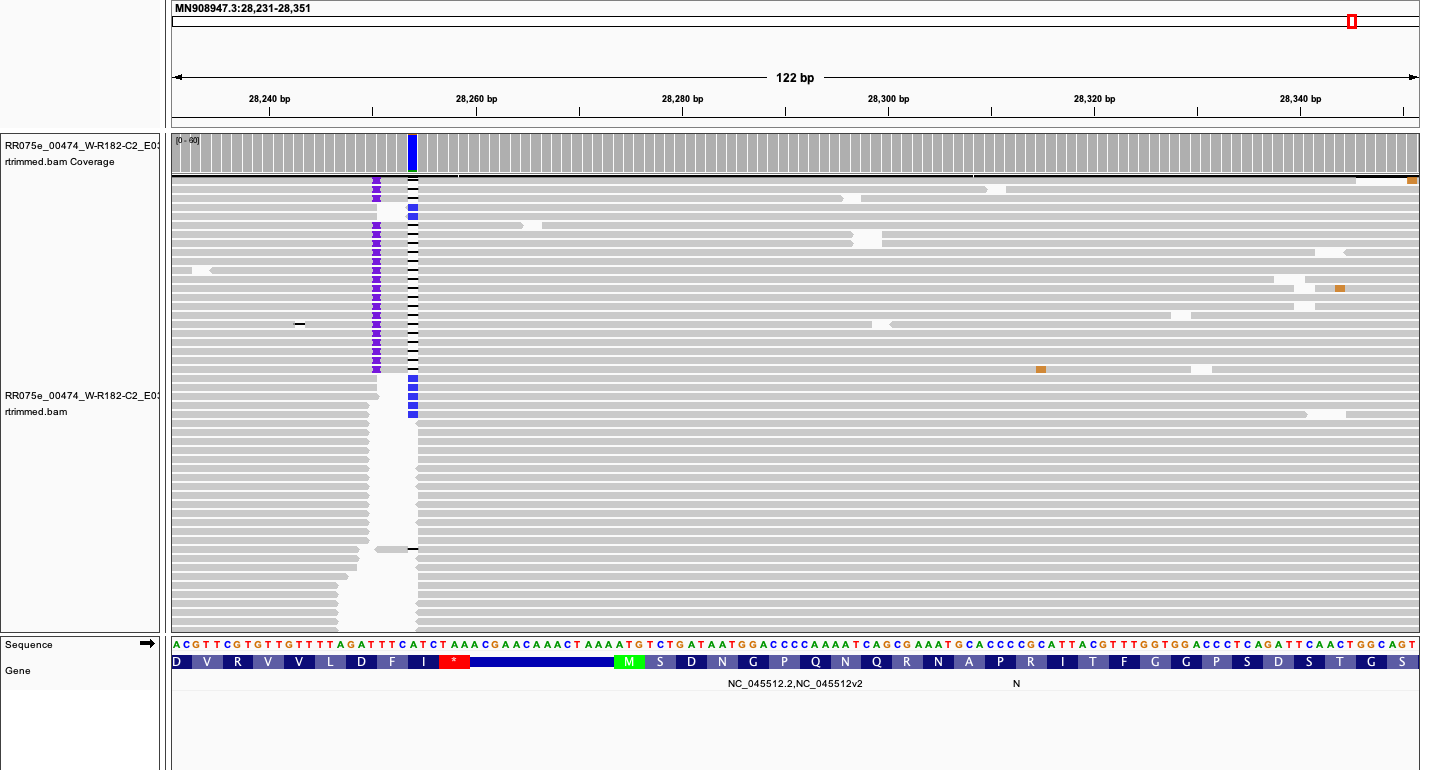 MN908947.3:28,231-28,351
122 bp
28,240 bp 28,260 bp 28,280 bp 28,300 bp 28,320 bp 28,340 bp
RR075e_00474_W-R182-C2_E03
rtrimmed.bam Coverage
[0 - 60]
RR075e_00474_W-R182-C2_E03
rtrimmed.bam
Sequence
ACGTTCGTGTTGTTTTAGATTTCATCTAAACGAACAAACTAAAATGTCTGATAATGGACCCCAAAATCAGCGAAATGCACCCCGCATTACGTTTGGTGGACCCTCAGATTCAACTGGCAGT
Gene
D V R V V L D F I * M S D N G P Q N Q R N A P R I T F G G P S D S T G S
NC_045512.2,NC_045512v2 N